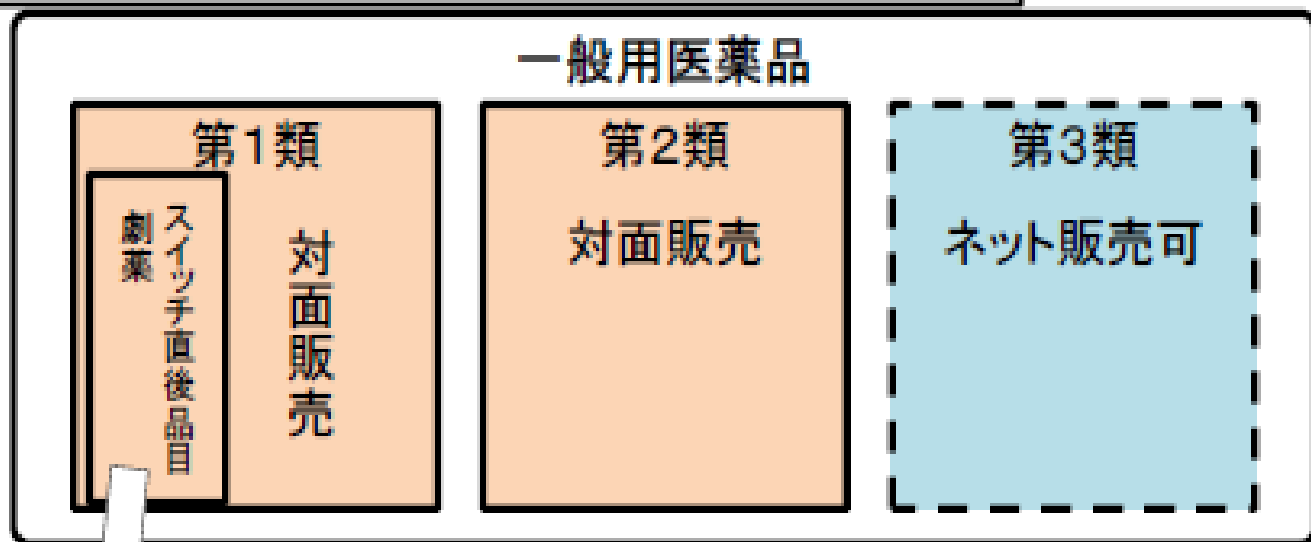 一般用医薬品
第1類
スイッチ直後品目
劇薬
対面販売
第2類
対面販売
第3類
ネット販売可